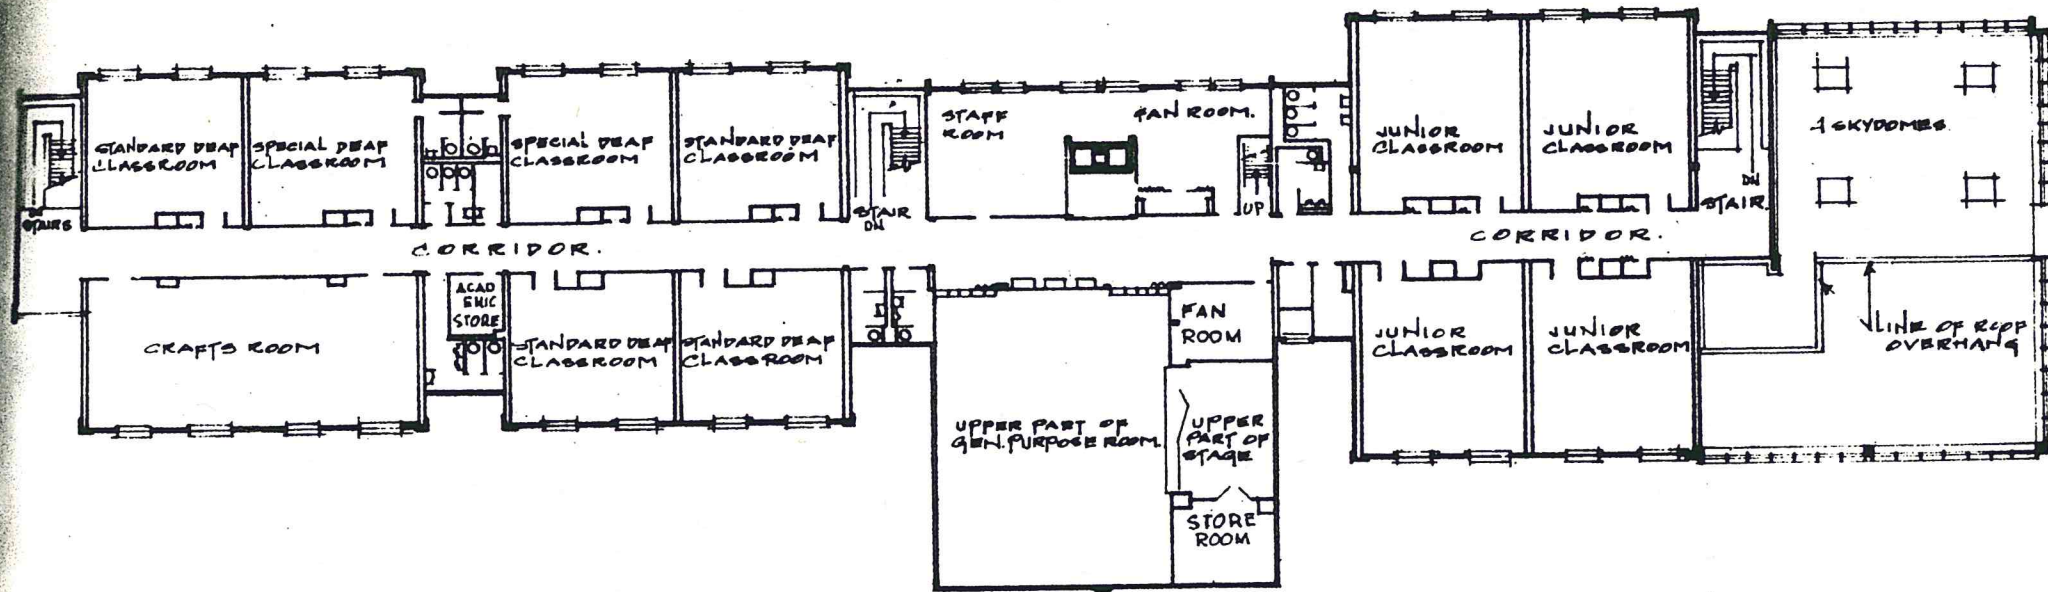 STANDARD DEAF
CLASSROOM
SPECIAL DEAF
CLASSROOM
SPECIAL DEAF
CLASSROOM
STANDARD DEAF
CLASSROOM
STAFF
ROOM
FAN ROOM.
JUNIOR
CLASSROOM
JUNIOR
CLASSROOM
4 SKYDOMES
STAIRS
STAIR
DN
UP
DN
STAIR
CORRIDOR.
CORRIDOR.
CRAFTS ROOM
ACAD
EMIC
STORE
STANDARD DEAF
CLASSROOM
STANDARD DEAF
CLASSROOM
FAN
ROOM
JUNIOR
CLASSROOM
JUNIOR
CLASSROOM
LINE OF ROOF
OVERHANG
UPPER PART OF
GEN. PURPOSE ROOM.
UPPER
PART OF
STAGE
STORE
ROOM